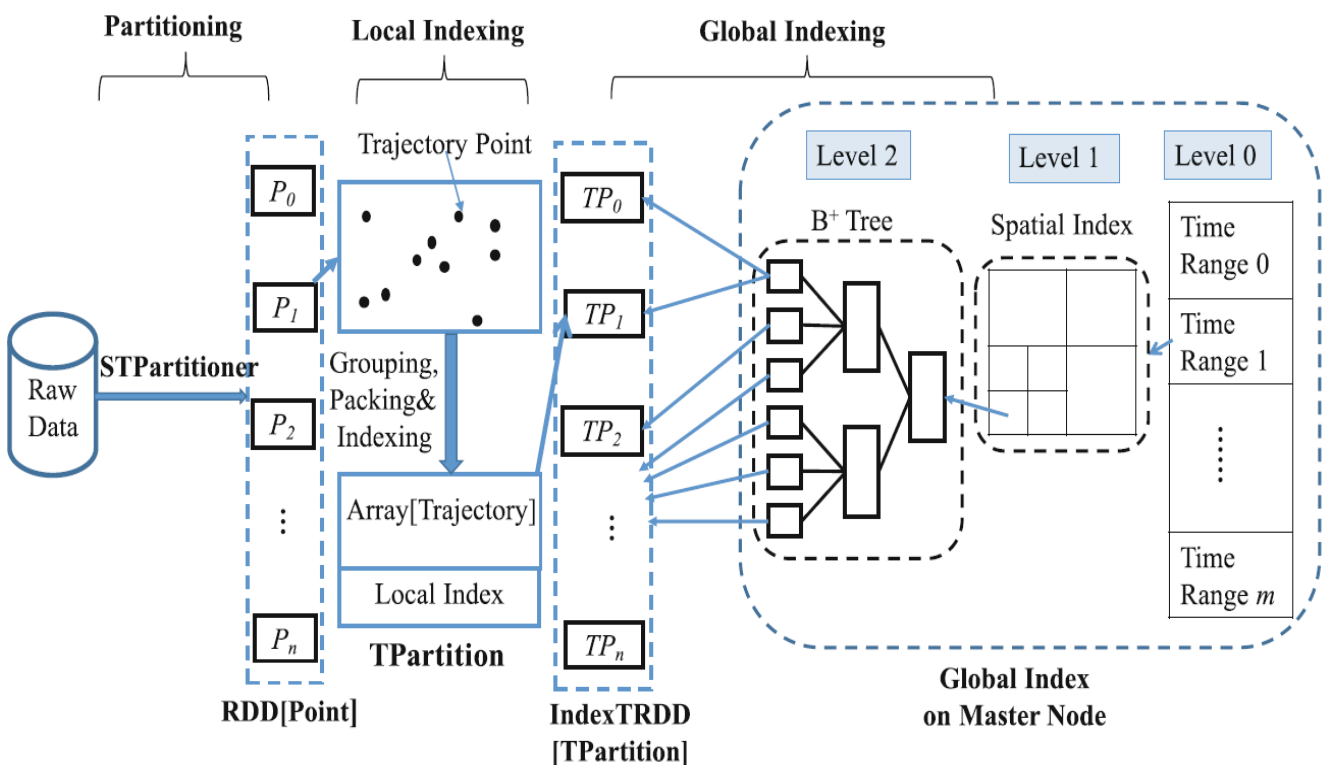 Partitioning
Local Indexing
Global Indexing
Raw
Data
STPartitioner
P0
P1
P2
⋮
Pn
RDD[Point]
Trajectory Point
Grouping,
Packing&
Indexing
Array[Trajectory]
Local Index
TPartition
TP0
TP1
TP2
⋮
TPn
IndexTRDD
[TPartition]
Level 2
Level 1
Level 0
B+ Tree
Spatial Index
Time
Range 0
Time
Range 1
⋮
Time
Range m
Global Index
on Master Node